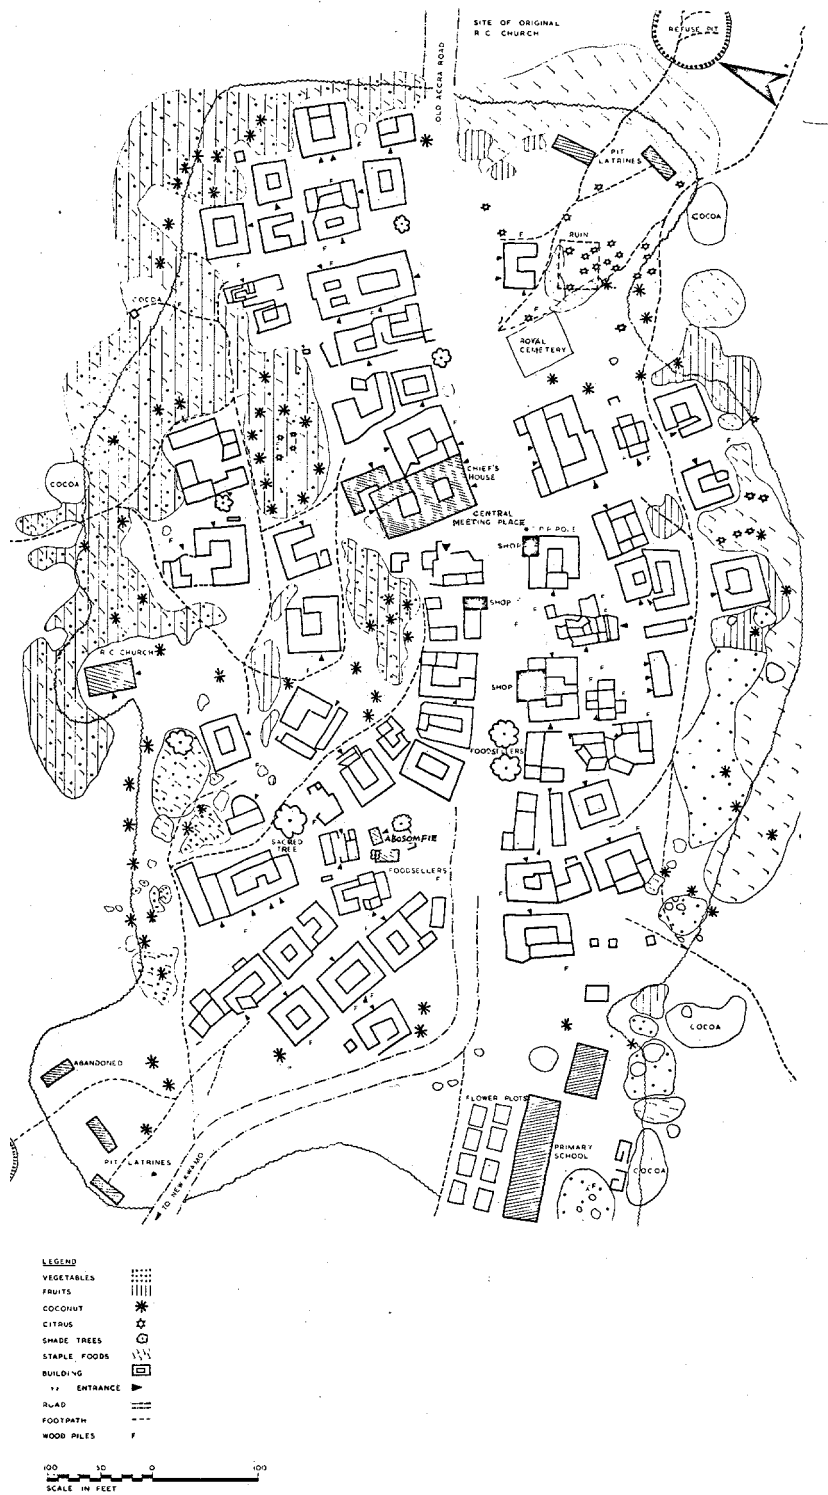 SITE OF ORIGINAL
R C CHURCH
REFUSE PIT
OLD ACCRA ROAD
PIT
LATRINES
COCOA
RUIN
F
COCOA
ROYAL
CEMETERY
COCOA
CHIEF'S
HOUSE
CENTRAL
MEETING PLACE
SHOP
SHOP
R C CHURCH
SHOP
FOODSELLERS
SACRED
TREE
ABOSOMFIE
FOODSELLERS
COCOA
ABANDONED
FLOWER PLOTS
PRIMARY
SCHOOL
COCOA
PIT LATRINES
TO NEW AWAMO
LEGEND
VEGETABLES
FRUITS
COCONUT
CITRUS
SHADE TREES
STAPLE FOODS
BUILDING
ENTRANCE
ROAD
FOOTPATH
WOOD PILES F
100 50 0 100
SCALE IN FEET